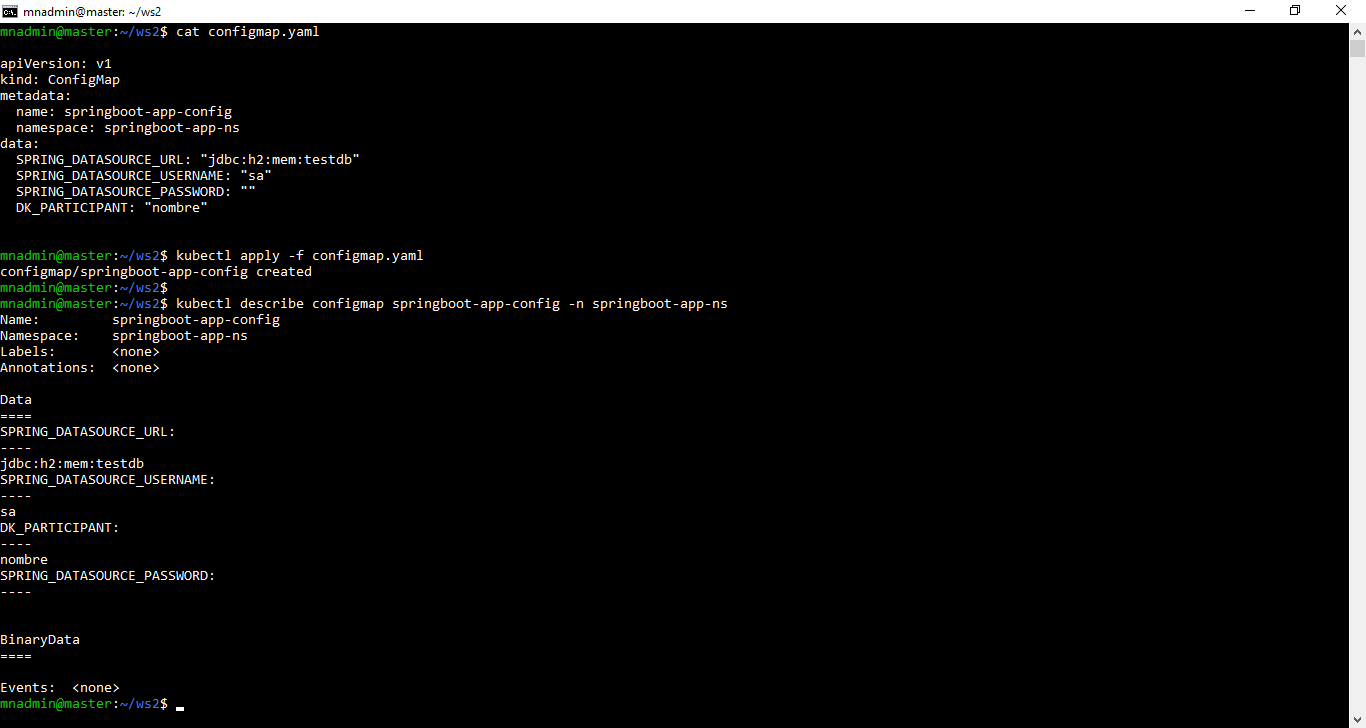 mnadmin@master: ~/ws2
mnadmin@master:~/ws2$ cat configmap.yaml
apiVersion: v1
kind: ConfigMap
metadata:
  name: springboot-app-config
  namespace: springboot-app-ns
data:
  SPRING_DATASOURCE_URL: "jdbc:h2:mem:testdb"
  SPRING_DATASOURCE_USERNAME: "sa"
  SPRING_DATASOURCE_PASSWORD: ""
  DK_PARTICIPANT: "nombre"
mnadmin@master:~/ws2$ kubectl apply -f configmap.yaml
configmap/springboot-app-config created
mnadmin@master:~/ws2$
mnadmin@master:~/ws2$ kubectl describe configmap springboot-app-config -n springboot-app-ns
Name:         springboot-app-config
Namespace:    springboot-app-ns
Labels:       <none>
Annotations:  <none>
Data
====
SPRING_DATASOURCE_URL:
----
jdbc:h2:mem:testdb
SPRING_DATASOURCE_USERNAME:
----
sa
DK_PARTICIPANT:
----
nombre
SPRING_DATASOURCE_PASSWORD:
----
BinaryData
====
Events:  <none>
mnadmin@master:~/ws2$